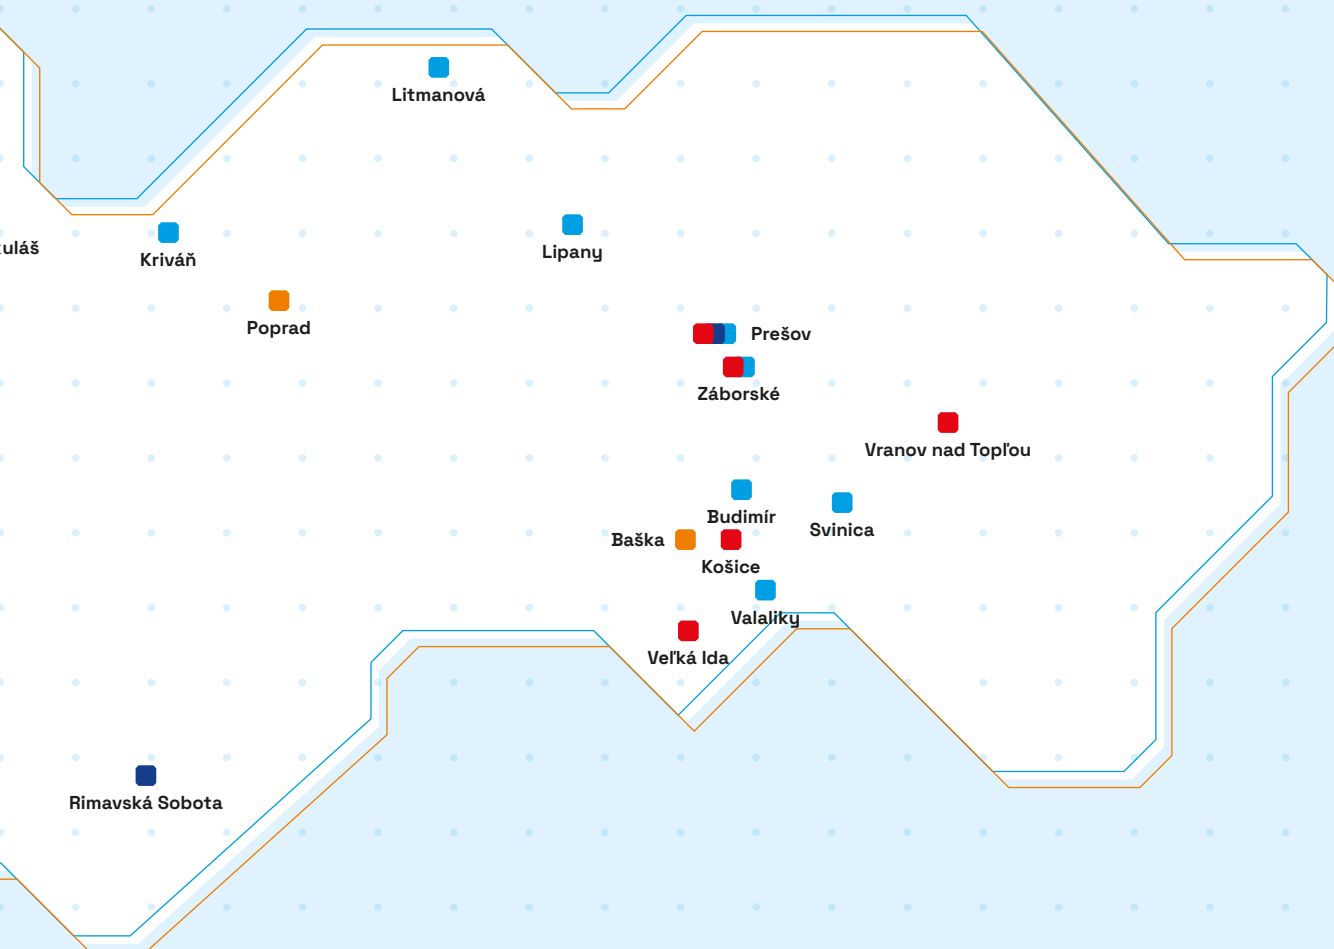 Litmanová
kuláš
Kriváň
Lipany
Poprad
Prešov
Záborské
Vranov nad Topľou
Budimír
Svinica
Baška
Košice
Valaliky
Veľká Ida
Rimavská Sobota